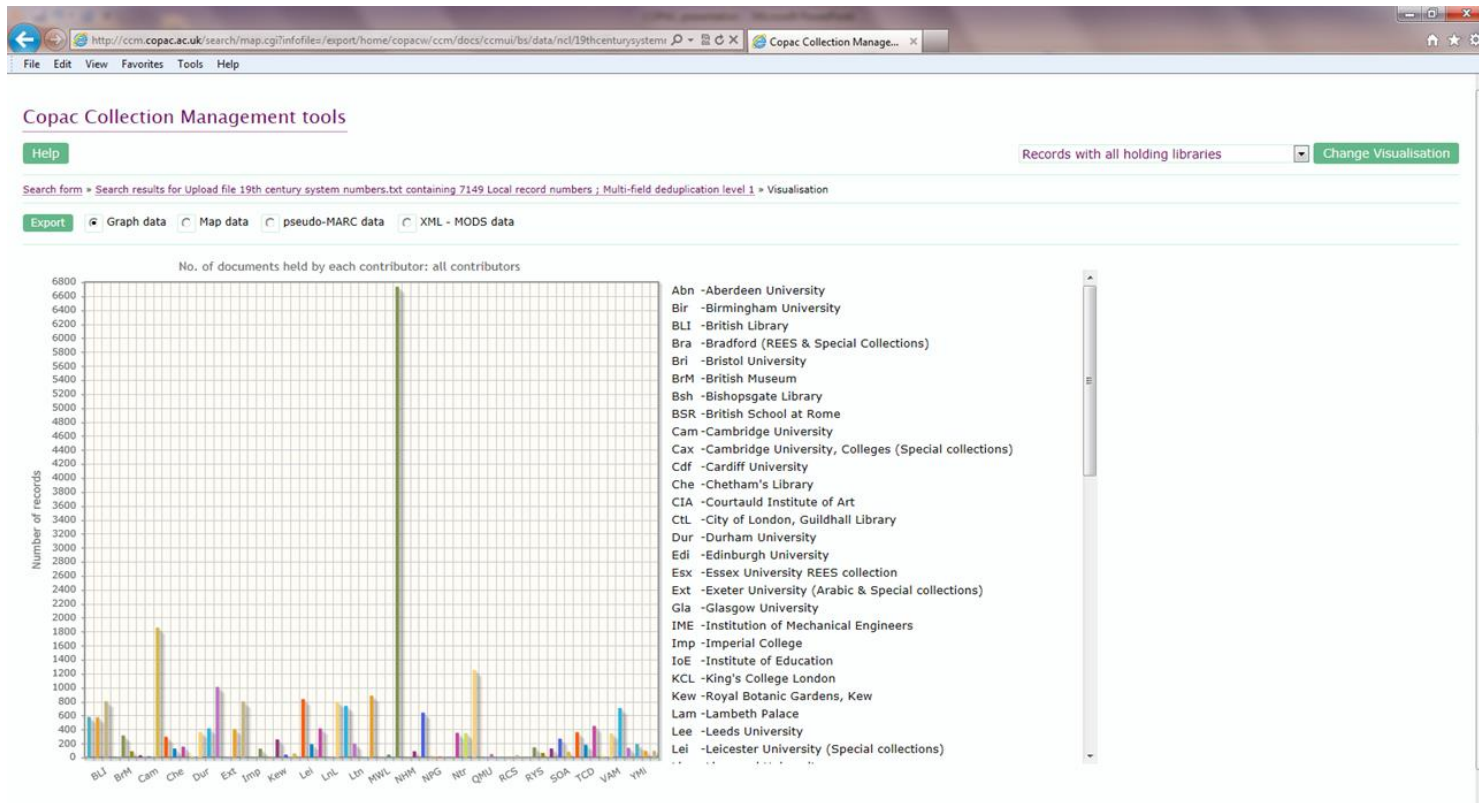 http://ccm.copac.ac.uk/search/map.cgi?infofile=/export/home/copacw/ccm/docs/ccmui/bs/data/ncl/19thcenturysystem
Copac Collection Manage...
File Edit View Favorites Tools Help
Copac Collection Management tools
Help
Records with all holding libraries
Change Visualisation
Search form » Search results for Upload file 19th century system numbers.txt containing 7149 Local record numbers ; Multi-field deduplication level 1 » Visualisation
Export Graph data Map data pseudo-MARC data XML - MODS data
No. of documents held by each contributor: all contributors
6800
6600
6400
6200
6000
5800
5600
5400
5200
5000
4800
4600
4400
4200
4000
3800
3600
3400
3200
3000
2800
2600
2400
2200
2000
1800
1600
1400
1200
1000
800
600
400
200
0
Number of records
BLI BrM Cam Che Dur Ext Imp Kew Lei LnL Ltn MWL NHM NPG Ntr QMU RCS RYS SOA TCD VAM YMi
Abn -Aberdeen University
Bir -Birmingham University
BLI -British Library
Bra -Bradford (REES & Special Collections)
Bri -Bristol University
BrM -British Museum
Bsh -Bishopsgate Library
BSR -British School at Rome
Cam -Cambridge University
Cax -Cambridge University, Colleges (Special collections)
Cdf -Cardiff University
Che -Chetham's Library
CIA -Courtauld Institute of Art
CtL -City of London, Guildhall Library
Dur -Durham University
Edi -Edinburgh University
Esx -Essex University REES collection
Ext -Exeter University (Arabic & Special collections)
Gla -Glasgow University
IME -Institution of Mechanical Engineers
Imp -Imperial College
IoE -Institute of Education
KCL -King's College London
Kew -Royal Botanic Gardens, Kew
Lam -Lambeth Palace
Lee -Leeds University
Lei -Leicester University (Special collections)